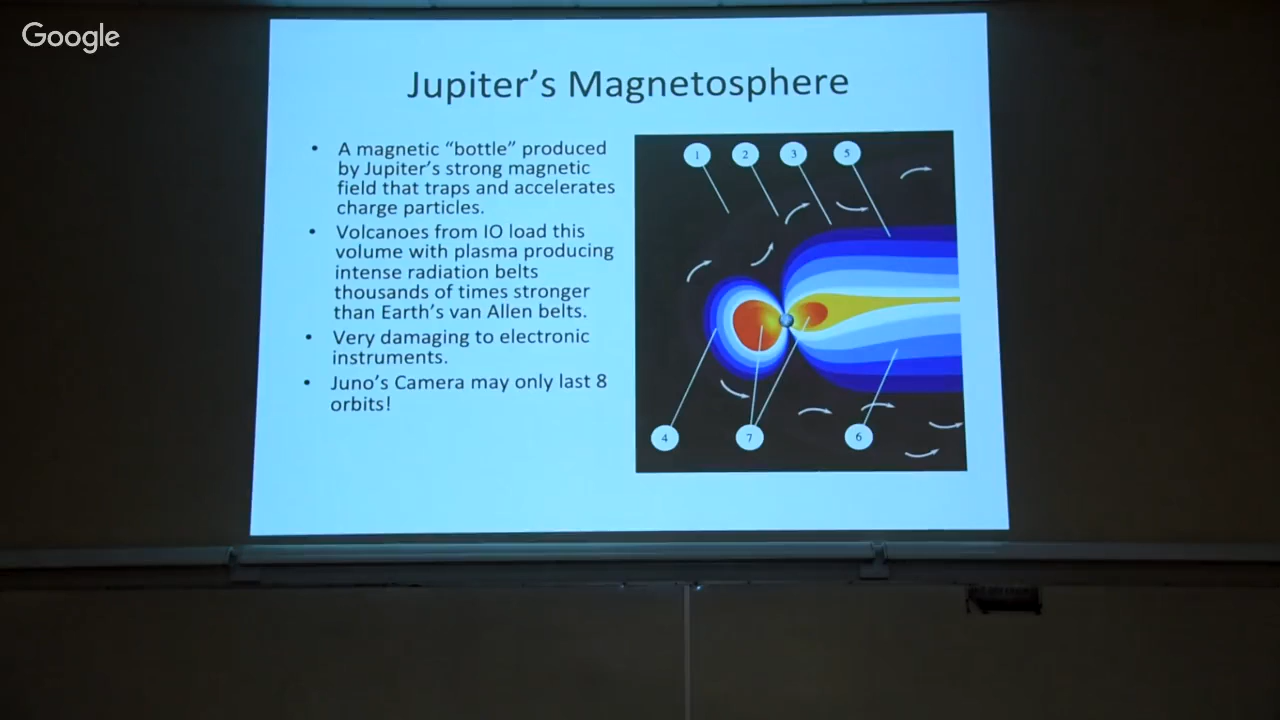 Google
Jupiter's Magnetosphere
• A magnetic “bottle” produced
by Jupiter's strong magnetic
field that traps and accelerates
charge particles.
• Volcanoes from IO load this
volume with plasma producing
intense radiation belts
thousands of times stronger
than Earth's van Allen belts.
• Very damaging to electronic
instruments.
• Juno's Camera may only last 8
orbits!
1 2 3 5
4 7 6